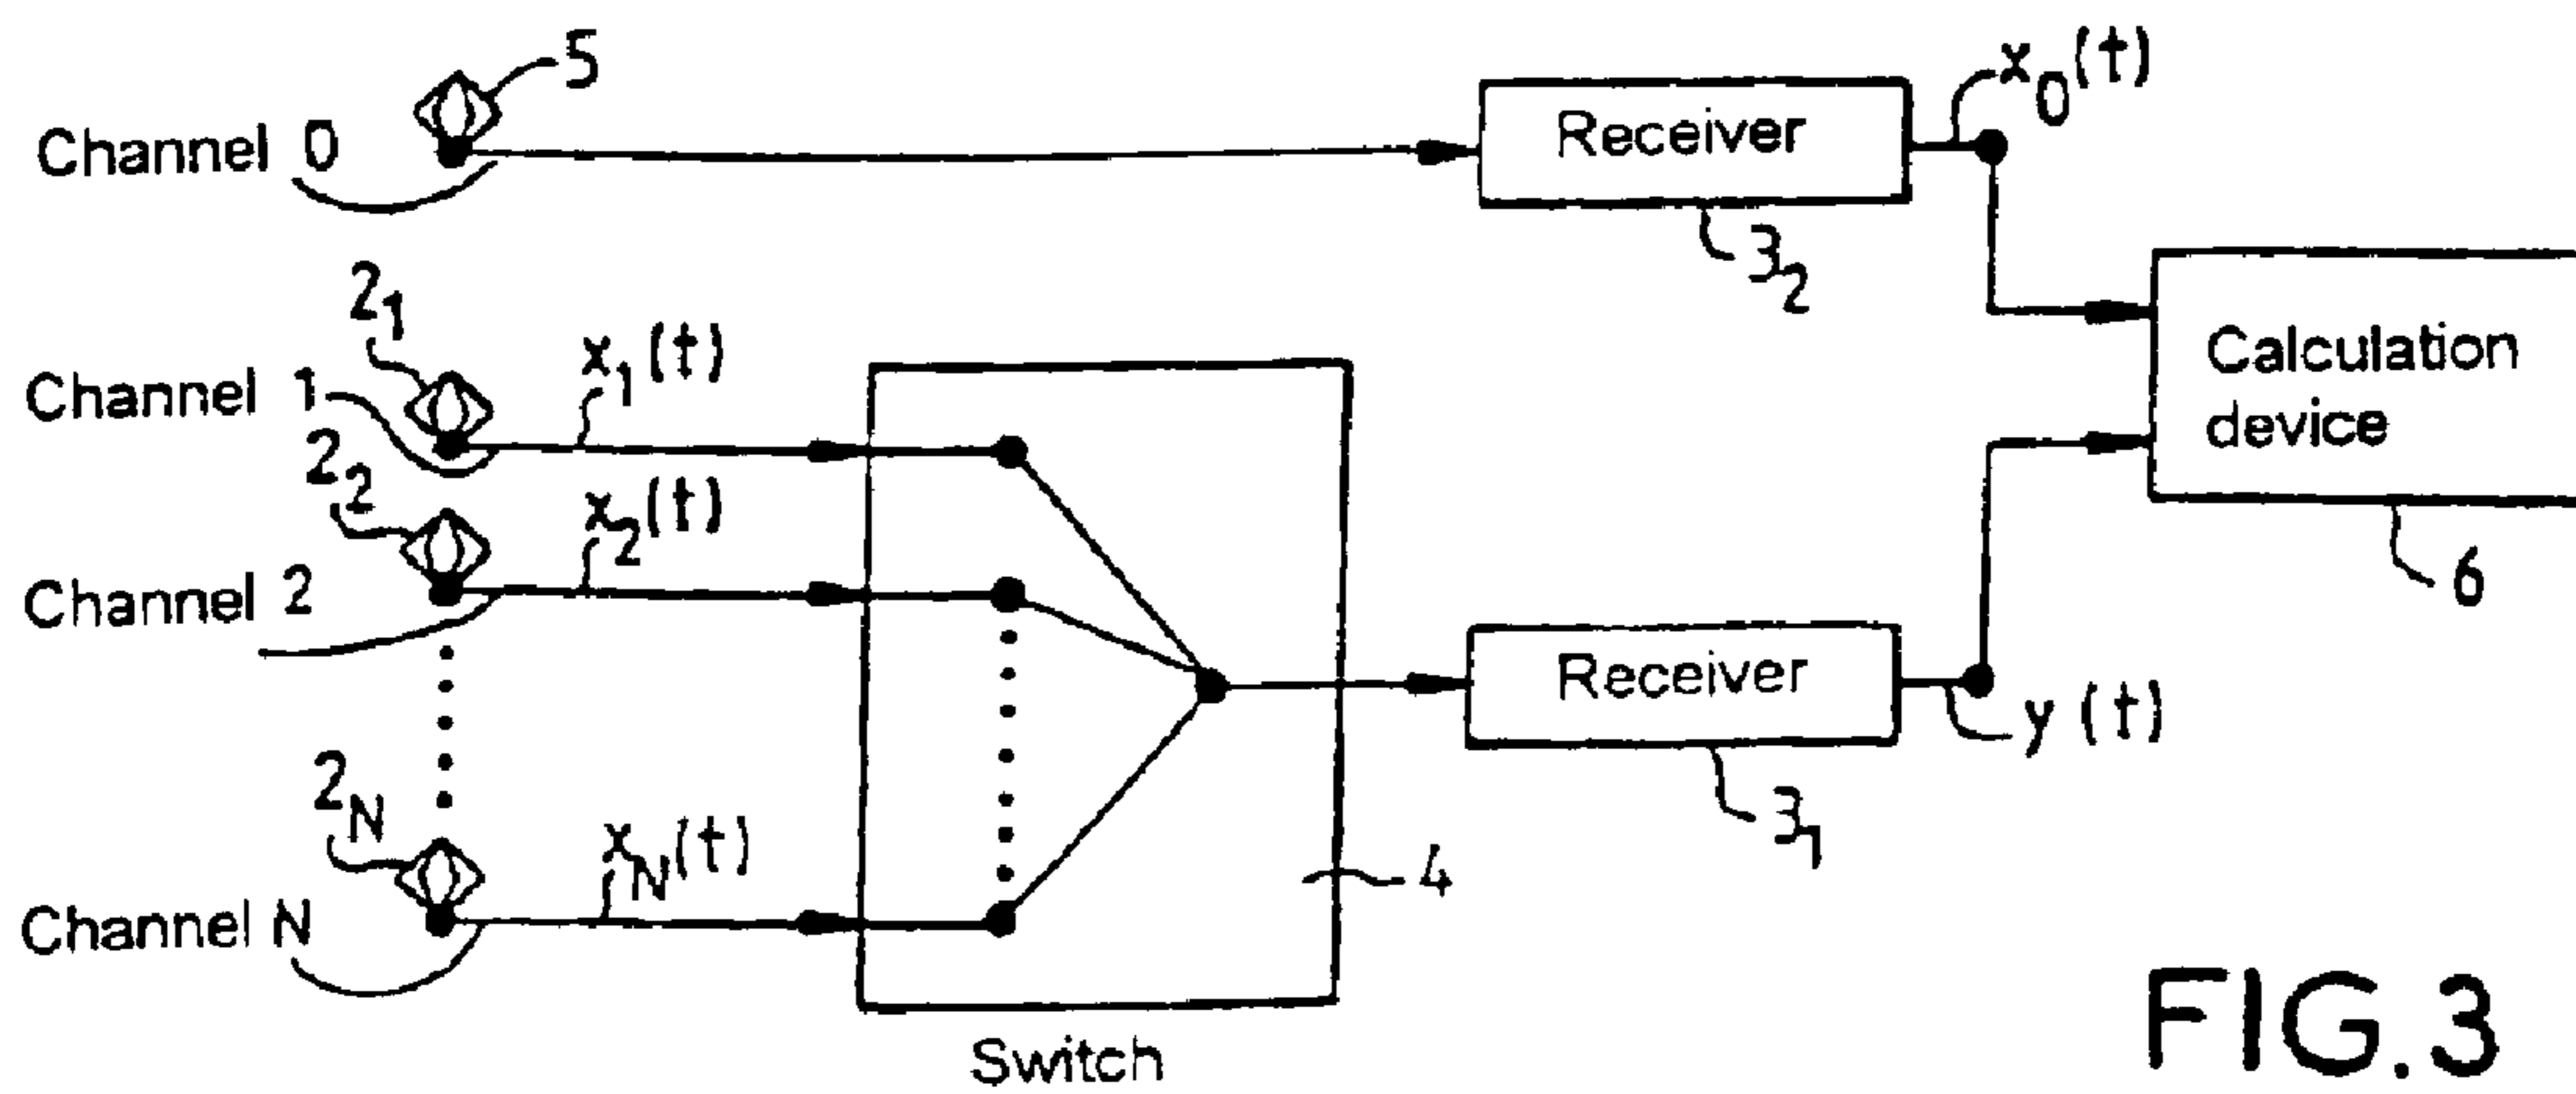 5
x0(t)
Channel 0
Receiver
32
21
x1(t)
Channel 1
Calculation
device
22
x2(t)
Channel 2
6
Receiver
y(t)
31
2N
xN(t)
4
Channel N
Switch
FIG.3